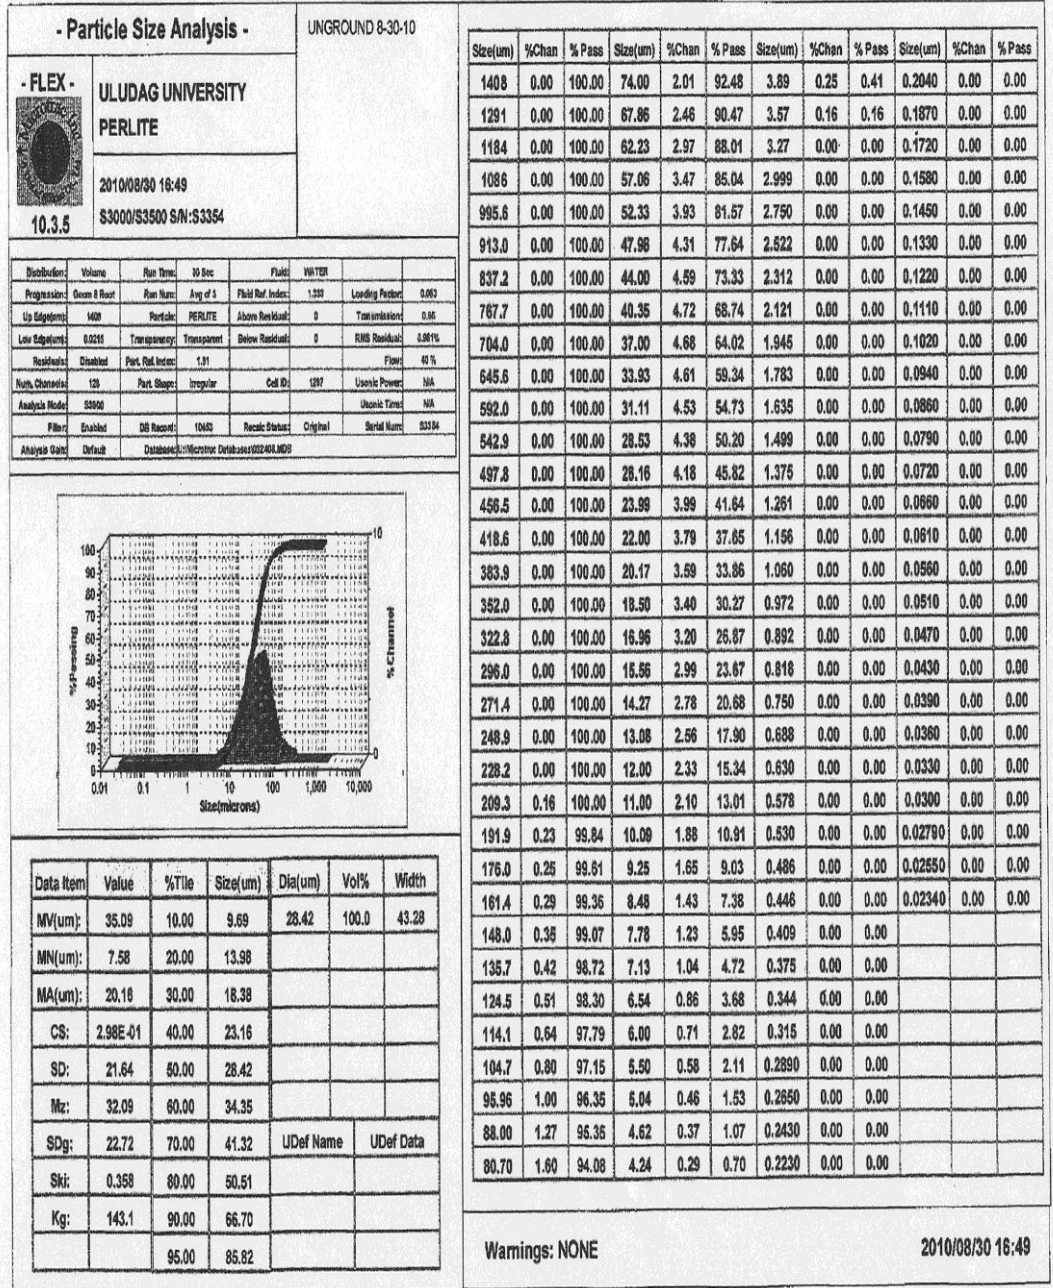 - Particle Size Analysis -
UNGROUND 8-30-10
- FLEX -
10.3.5
ULUDAG UNIVERSITY
PERLITE
2010/08/30 16:49
S3000/S3500 S/N:S3354
Distribution: Volume Run Time: 30 Sec Fluid: WATER
Progression: Geom 8 Root Run Num: Avg of 3 Fluid Ref. Index: 1.333 Loading Factor: 0.063
Up Edge(um): 1408 Particle: PERLITE Above Residual: 0 Transmission: 0.95
Low Edge(um): 0.0215 Transparency: Transparent Below Residual: 0 RMS Residual: 0.981%
Residuals: Disabled Part. Ref. Index: 1.51 Flow: 40 %
Num. Channels: 128 Part. Shape: Irregular Cell ID: 1297 Usonic Power: N/A
Analysis Mode: S3000 Usonic Time: N/A
Filter: Enabled DB Record: 10463 Recalc Status: Original Serial Num: S3354
Analysis Gain: Default Database:
%Passing
100
90
80
70
60
50
40
30
20
10
0
10
0
%Channel
0.01 0.1 1 10 100 1,000 10,000
Size(microns)
Data Item Value %Tile Size(um) Dia(um) Vol% Width
MV(um): 35.09 10.00 9.69 28.42 100.0 43.28
MN(um): 7.58 20.00 13.98
MA(um): 20.16 30.00 18.38
CS: 2.98E-01 40.00 23.16
SD: 21.64 50.00 28.42
Mz: 32.09 60.00 34.35
SDg: 22.72 70.00 41.32 UDef Name UDef Data
Ski: 0.358 80.00 50.51
Kg: 143.1 90.00 66.70
95.00 85.82
Size(um) %Chan % Pass Size(um) %Chan % Pass Size(um) %Chan % Pass Size(um) %Chan % Pass
1408 0.00 100.00 74.00 2.01 92.48 3.89 0.25 0.41 0.2040 0.00 0.00
1291 0.00 100.00 67.86 2.46 90.47 3.57 0.16 0.16 0.1870 0.00 0.00
1184 0.00 100.00 62.23 2.97 88.01 3.27 0.00 0.00 0.1720 0.00 0.00
1086 0.00 100.00 57.06 3.47 85.04 2.999 0.00 0.00 0.1580 0.00 0.00
995.6 0.00 100.00 52.33 3.93 81.57 2.750 0.00 0.00 0.1450 0.00 0.00
913.0 0.00 100.00 47.98 4.31 77.64 2.522 0.00 0.00 0.1330 0.00 0.00
837.2 0.00 100.00 44.00 4.59 73.33 2.312 0.00 0.00 0.1220 0.00 0.00
767.7 0.00 100.00 40.35 4.72 68.74 2.121 0.00 0.00 0.1110 0.00 0.00
704.0 0.00 100.00 37.00 4.68 64.02 1.945 0.00 0.00 0.1020 0.00 0.00
645.6 0.00 100.00 33.93 4.61 59.34 1.783 0.00 0.00 0.0940 0.00 0.00
592.0 0.00 100.00 31.11 4.53 54.73 1.635 0.00 0.00 0.0860 0.00 0.00
542.9 0.00 100.00 28.53 4.38 50.20 1.499 0.00 0.00 0.0790 0.00 0.00
497.8 0.00 100.00 26.16 4.18 45.82 1.375 0.00 0.00 0.0720 0.00 0.00
456.5 0.00 100.00 23.99 3.99 41.64 1.261 0.00 0.00 0.0660 0.00 0.00
418.6 0.00 100.00 22.00 3.79 37.65 1.156 0.00 0.00 0.0610 0.00 0.00
383.9 0.00 100.00 20.17 3.59 33.86 1.060 0.00 0.00 0.0560 0.00 0.00
352.0 0.00 100.00 18.50 3.40 30.27 0.972 0.00 0.00 0.0510 0.00 0.00
322.8 0.00 100.00 16.96 3.20 26.87 0.892 0.00 0.00 0.0470 0.00 0.00
296.0 0.00 100.00 15.56 2.99 23.67 0.818 0.00 0.00 0.0430 0.00 0.00
271.4 0.00 100.00 14.27 2.78 20.68 0.750 0.00 0.00 0.0390 0.00 0.00
248.9 0.00 100.00 13.08 2.56 17.90 0.688 0.00 0.00 0.0360 0.00 0.00
228.2 0.00 100.00 12.00 2.33 15.34 0.630 0.00 0.00 0.0330 0.00 0.00
209.3 0.16 100.00 11.00 2.10 13.01 0.578 0.00 0.00 0.0300 0.00 0.00
191.9 0.23 99.84 10.09 1.88 10.91 0.530 0.00 0.00 0.02790 0.00 0.00
176.0 0.25 99.61 9.25 1.65 9.03 0.486 0.00 0.00 0.02550 0.00 0.00
161.4 0.29 99.36 8.48 1.43 7.38 0.446 0.00 0.00 0.02340 0.00 0.00
148.0 0.35 99.07 7.78 1.23 5.95 0.409 0.00 0.00
135.7 0.42 98.72 7.13 1.04 4.72 0.375 0.00 0.00
124.5 0.51 98.30 6.54 0.86 3.68 0.344 0.00 0.00
114.1 0.64 97.79 6.00 0.71 2.82 0.315 0.00 0.00
104.7 0.80 97.15 5.50 0.58 2.11 0.2890 0.00 0.00
95.96 1.00 96.35 5.04 0.46 1.53 0.2650 0.00 0.00
88.00 1.27 95.35 4.62 0.37 1.07 0.2430 0.00 0.00
80.70 1.60 94.08 4.24 0.29 0.70 0.2230 0.00 0.00
Warnings: NONE
2010/08/30 16:49